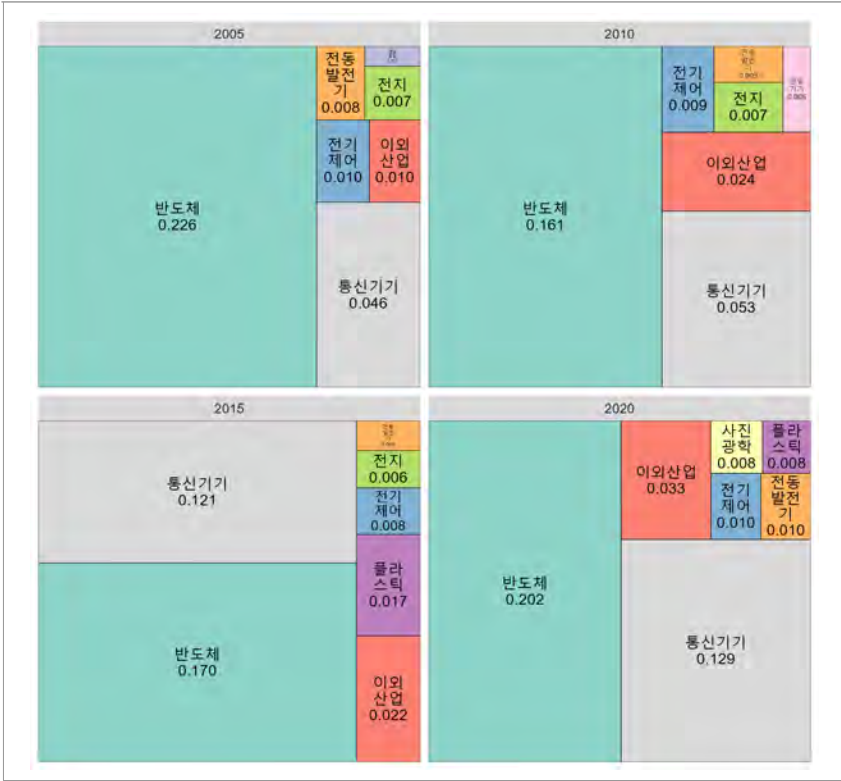 2005
반도체
0.226
전동
발전
기
0.008
전지
0.007
전기
제어
0.010
이외
산업
0.010
통신기기
0.046
2010
반도체
0.161
전기
제어
0.009
전지
0.007
이외산업
0.024
통신기기
0.053
2015
통신기기
0.121
반도체
0.170
전지
0.006
전기
제어
0.008
플라
스틱
0.017
이외
산업
0.022
2020
반도체
0.202
이외산업
0.033
사진
광학
0.008
플라
스틱
0.008
전기
제어
0.010
전동
발전
기
0.010
통신기기
0.129